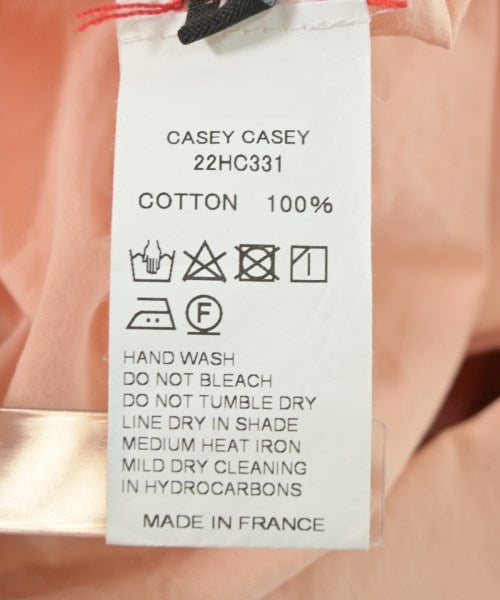 CASEY CASEY
22HC331
COTTON 100%
F
HAND WASH
DO NOT BLEACH
DO NOT TUMBLE DRY
LINE DRY IN SHADE
MEDIUM HEAT IRON
MILD DRY CLEANING
IN HYDROCARBONS
MADE IN FRANCE